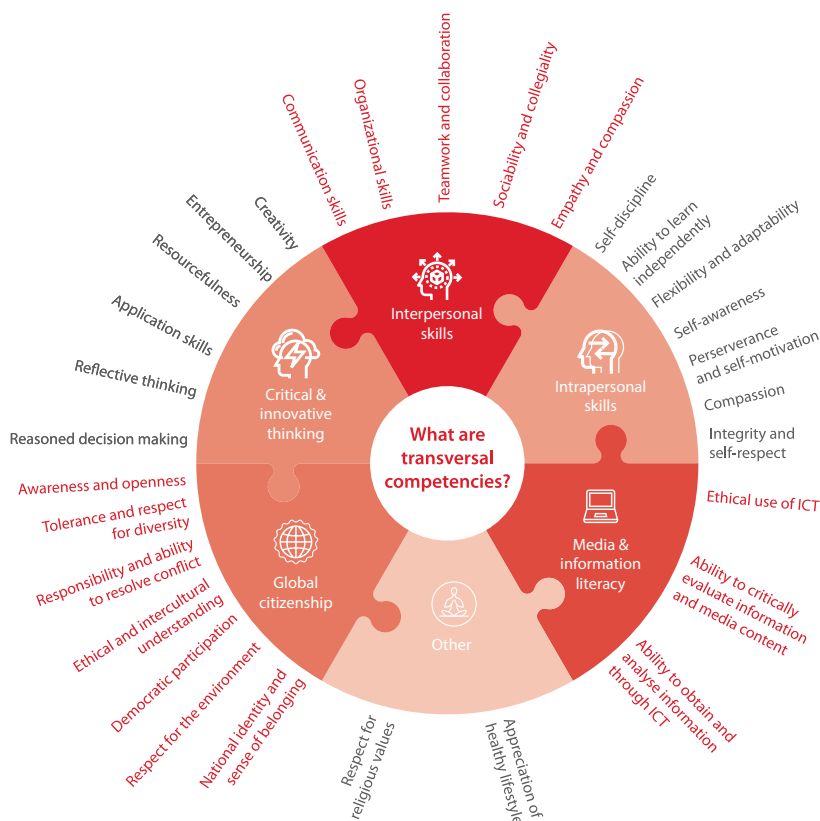 What are
transversal
competencies?
Interpersonal
skills
Communication skills
Organizational skills
Teamwork and collaboration
Sociability and collegiality
Empathy and compassion
Intrapersonal
skills
Self-discipline
Ability to learn
independently
Flexibility and adaptability
Self-awareness
Perserverance
and self-motivation
Compassion
Integrity and
self-respect
Media &
information
literacy
Ethical use of ICT
Ability to critically
evaluate information
and media content
Ability to obtain and
analyse information
through ICT
Other
Appreciation of
healthy lifestyle
Respect for
religious values
Global
citizenship
National identity and
sense of belonging
Respect for the environment
Democratic participation
Ethical and intercultural
understanding
Responsibility and ability
to resolve conflict
Tolerance and respect
for diversity
Awareness and openness
Critical &
innovative
thinking
Reasoned decision making
Reflective thinking
Application skills
Resourcefulness
Entrepreneurship
Creativity